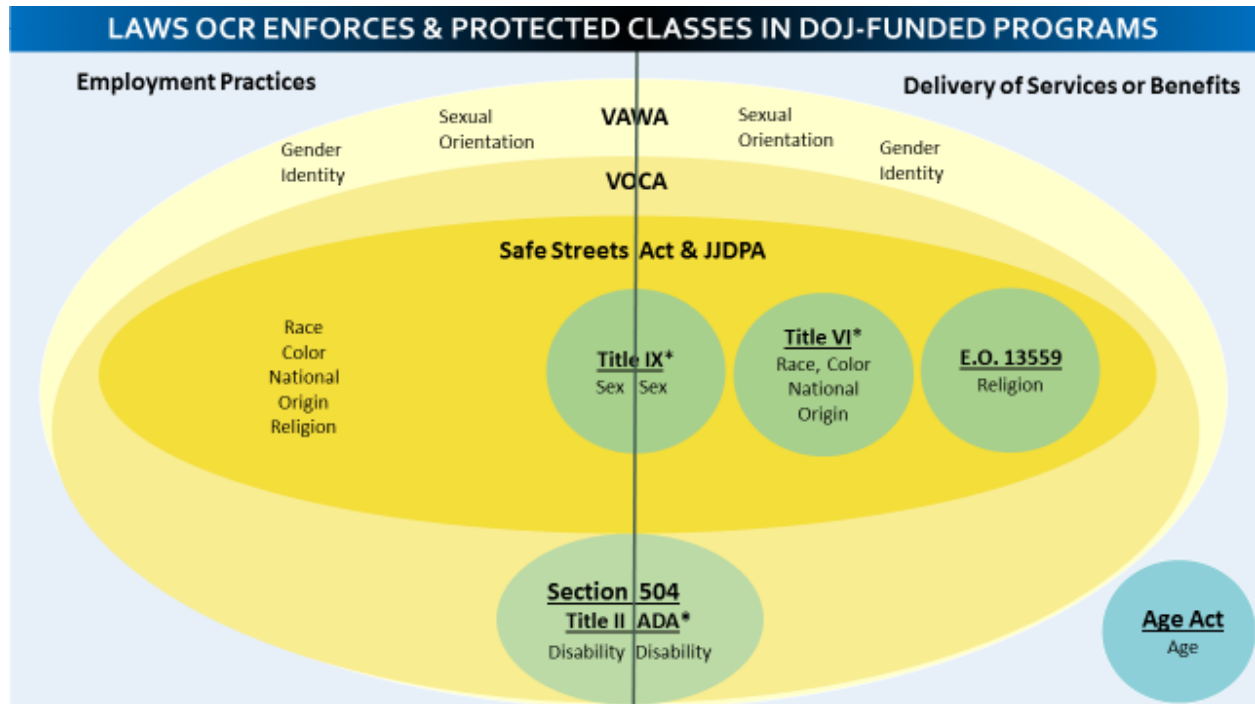 LAWS OCR ENFORCES & PROTECTED CLASSES IN DOJ-FUNDED PROGRAMS
Employment Practices
Delivery of Services or Benefits
VAWA
Sexual
Orientation
Gender
Identity
Sexual
Orientation
Gender
Identity
VOCA
Safe Streets Act & JJDPA
Race
Color
National
Origin
Religion
Title IX*
Sex Sex
Title VI*
Race, Color
National
Origin
E.O. 13559
Religion
Section 504
Title II ADA*
Disability Disability
Age Act
Age